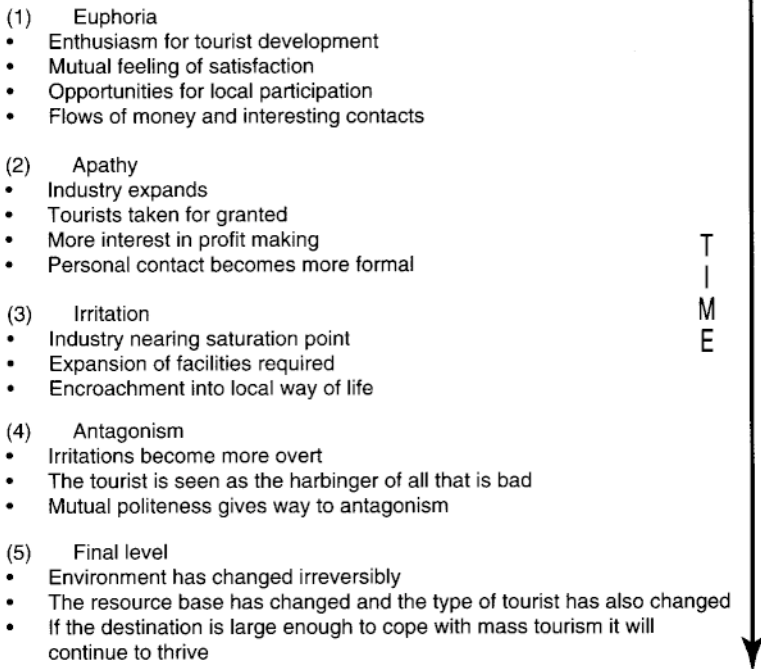 (1) Euphoria
• Enthusiasm for tourist development
• Mutual feeling of satisfaction
• Opportunities for local participation
• Flows of money and interesting contacts
(2) Apathy
• Industry expands
• Tourists taken for granted
• More interest in profit making
• Personal contact becomes more formal
(3) Irritation
• Industry nearing saturation point
• Expansion of facilities required
• Encroachment into local way of life
(4) Antagonism
• Irritations become more overt
• The tourist is seen as the harbinger of all that is bad
• Mutual politeness gives way to antagonism
(5) Final level
• Environment has changed irreversibly
• The resource base has changed and the type of tourist has also changed
• If the destination is large enough to cope with mass tourism it will
continue to thrive
T
I
M
E